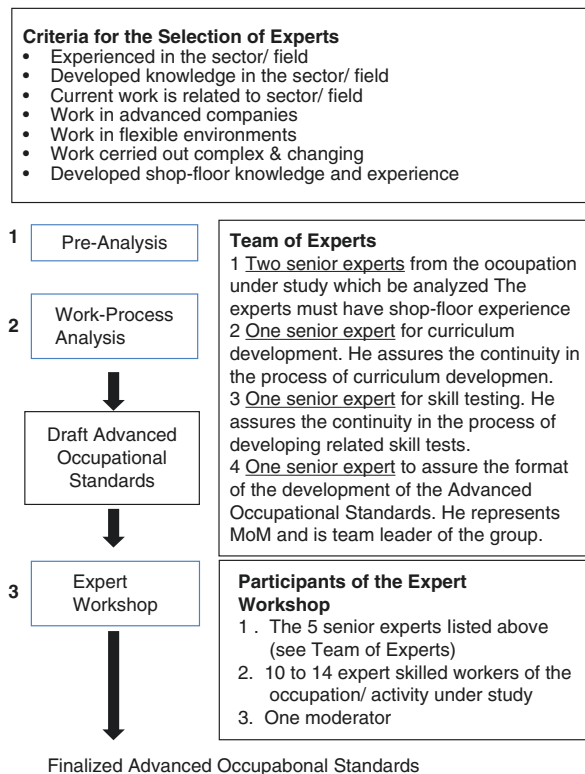 Criteria for the Selection of Experts
• Experienced in the sector/ field
• Developed knowledge in the sector/ field
• Current work is related to sector/ field
• Work in advanced companies
• Work in flexible environments
• Work cerried out complex & changing
• Developed shop-floor knowledge and experience
1 Pre-Analysis
2 Work-Process
Analysis
Draft Advanced
Occupational
Standards
3 Expert
Workshop
Team of Experts
1 Two senior experts from the ocoupation
under study which be analyzed The
experts must have shop-floor experience
2 One senior expert for curriculum
development. He assures the continuity in
the process of curriculum developmen.
3 One senior expert for skill testing. He
assures the continuity in the process of
developing related skill tests.
4 One senior expert to assure the format
of the development of the Advanced
Occupational Standards. He represents
MoM and is team leader of the group.
Participants of the Expert
Workshop
1 . The 5 senior experts listed above
(see Team of Experts)
2. 10 to 14 expert skilled workers of the
occupation/ activity under study
3. One moderator
Finalized Advanced Occupabonal Standards